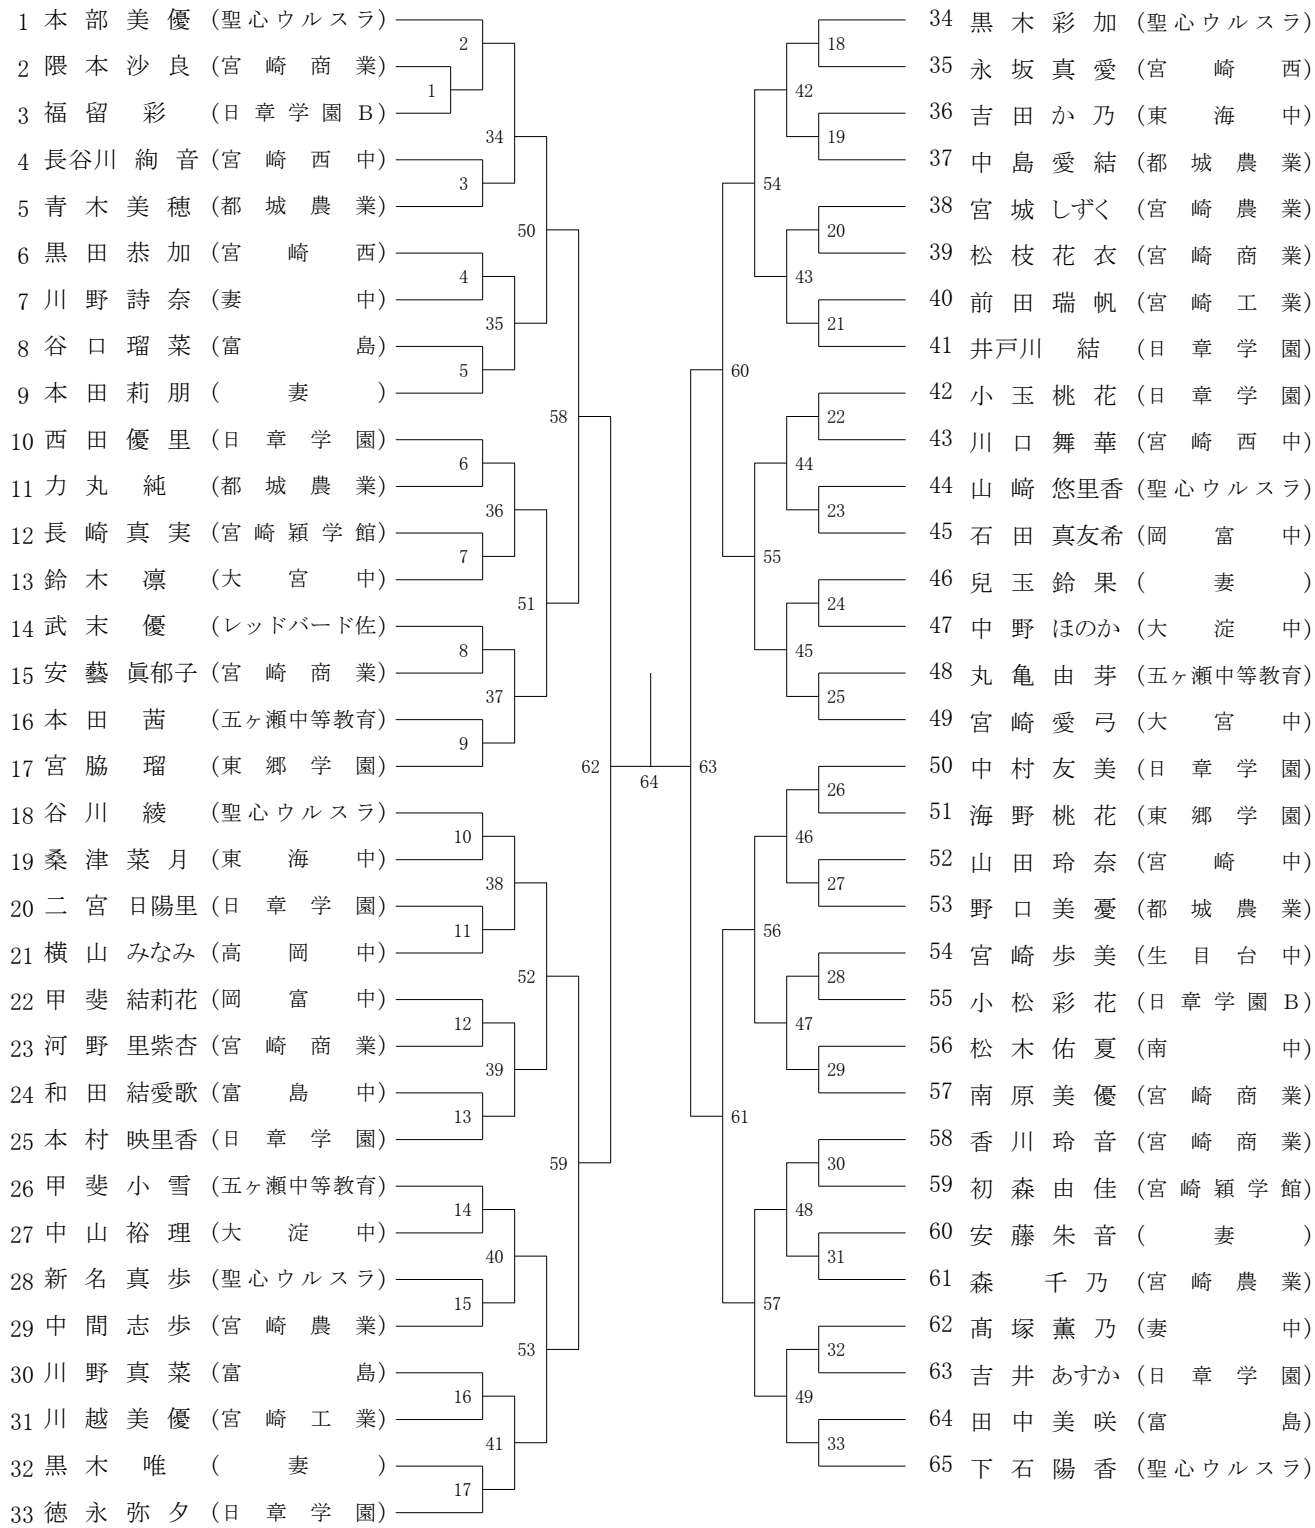 1 本部美優 (聖心ウルスラ)
2 隈本沙良 (宮崎商業)
3 福留彩 (日章学園B)
4 長谷川絢音 (宮崎西中)
5 青木美穂 (都城農業)
6 黒田恭加 (宮崎西)
7 川野詩奈 (妻中)
8 谷口瑠菜 (富島)
9 本田莉朋 (妻)
10 西田優里 (日章学園)
11 力丸純 (都城農業)
12 長崎真実 (宮崎穎学館)
13 鈴木凛 (大宮中)
14 武末優 (レッドバード佐)
15 安藝眞郁子 (宮崎商業)
16 本田茜 (五ヶ瀬中等教育)
17 宮脇瑠 (東郷学園)
18 谷川綾 (聖心ウルスラ)
19 桑津菜月 (東海中)
20 二宮日陽里 (日章学園)
21 横山みなみ (高岡中)
22 甲斐結莉花 (岡富中)
23 河野里紫杏 (宮崎商業)
24 和田結愛歌 (富島中)
25 本村映里香 (日章学園)
26 甲斐小雪 (五ヶ瀬中等教育)
27 中山裕理 (大淀中)
28 新名真歩 (聖心ウルスラ)
29 中間志歩 (宮崎農業)
30 川野真菜 (富島)
31 川越美優 (宮崎工業)
32 黒木唯 (妻)
33 徳永弥夕 (日章学園)
1
2
3
4
5
6
7
8
9
10
11
12
13
14
15
16
17
34
35
36
37
38
39
40
41
50
51
52
53
58
59
62
64
63
60
61
54
55
56
57
42
43
44
45
46
47
48
49
18
19
20
21
22
23
24
25
26
27
28
29
30
31
32
33
34 黒木彩加 (聖心ウルスラ)
35 永坂真愛 (宮崎西)
36 吉田か乃 (東海中)
37 中島愛結 (都城農業)
38 宮城しずく (宮崎農業)
39 松枝花衣 (宮崎商業)
40 前田瑞帆 (宮崎工業)
41 井戸川結 (日章学園)
42 小玉桃花 (日章学園)
43 川口舞華 (宮崎西中)
44 山﨑悠里香 (聖心ウルスラ)
45 石田真友希 (岡富中)
46 兒玉鈴果 (妻)
47 中野ほのか (大淀中)
48 丸亀由芽 (五ヶ瀬中等教育)
49 宮崎愛弓 (大宮中)
50 中村友美 (日章学園)
51 海野桃花 (東郷学園)
52 山田玲奈 (宮崎中)
53 野口美憂 (都城農業)
54 宮崎歩美 (生目台中)
55 小松彩花 (日章学園B)
56 松木佑夏 (南中)
57 南原美優 (宮崎商業)
58 香川玲音 (宮崎商業)
59 初森由佳 (宮崎穎学館)
60 安藤朱音 (妻)
61 森千乃 (宮崎農業)
62 髙塚薫乃 (妻中)
63 吉井あすか (日章学園)
64 田中美咲 (富島)
65 下石陽香 (聖心ウルスラ)